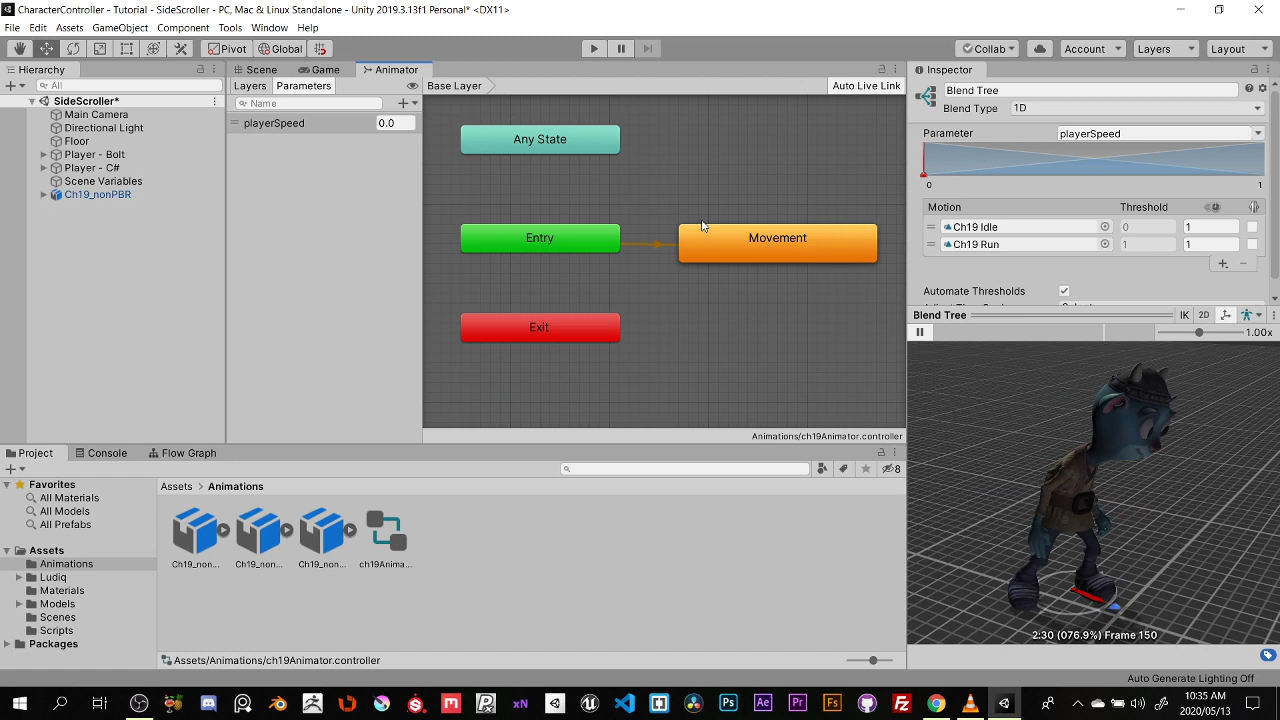 CharacterController - Tutorial - SideScroller - PC, Mac & Linux Standalone - Unity 2019.3.13f1 Personal* <DX11>
File Edit Assets GameObject Component Tools Window Help
Pivot Global Collab Account Layers Layout
Hierarchy
All
SideScroller*
Main Camera
Directional Light
Floor
Player - Bolt
Player - C#
Scene Variables
Ch19_nonPBR
Scene Game Animator
Layers Parameters Base Layer Auto Live Link
Name
playerSpeed 0.0
Any State
Entry
Movement
Exit
Animations/ch19Animator.controller
Inspector
Blend Tree
Blend Type 1D
Parameter playerSpeed
0 1
Motion Threshold
Ch19 Idle 0 1
Ch19 Run 1 1
Automate Thresholds
Blend Tree IK 2D
1.00x
2:30 (076.9%) Frame 150
Project Console Flow Graph
8
Favorites
All Materials
All Models
All Prefabs
Assets
Animations
Ludiq
Materials
Models
Scenes
Scripts
Packages
Assets > Animations
Ch19_non... Ch19_non... Ch19_non... ch19Anima...
Assets/Animations/ch19Animator.controller
Auto Generate Lighting Off
xN Ps Ae Pr Fs
10:35 AM
2020/05/13